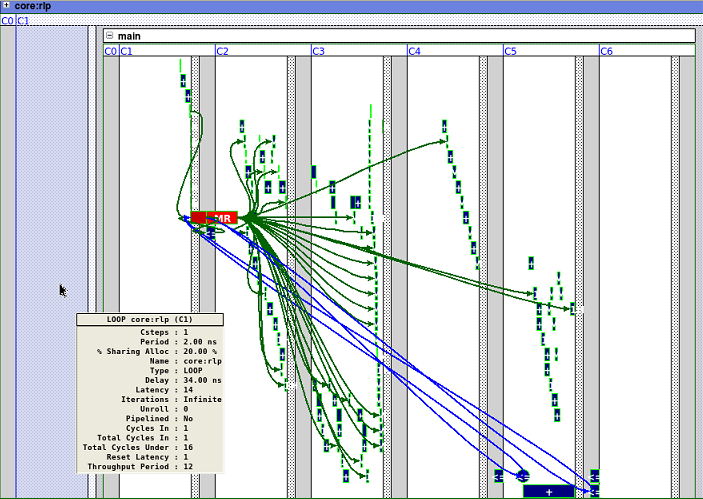 core:rlp
C0 C1
main
C0 C1 C2 C3 C4 C5 C6
MR
LOOP core:rlp (C1)
Csteps : 1
Period : 2.00 ns
% Sharing Alloc : 20.00 %
Name : core:rlp
Type : LOOP
Delay : 34.00 ns
Latency : 14
Iterations : Infinite
Unroll : 0
Pipelined : No
Cycles In : 1
Total Cycles In : 1
Total Cycles Under : 16
Reset Latency : 1
Throughput Period : 12
+